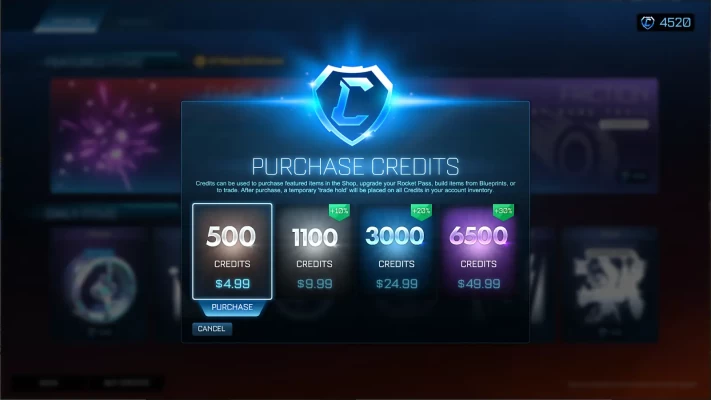 4520
PURCHASE CREDITS
Credits can be used to purchase featured items in the Shop, upgrade your Rocket Pass, build items from Blueprints, or
to trade. After purchase, a temporary 'trade hold' will be placed on all Credits in your account inventory.
+10% +20% +30%
500 1100 3000 6500
CREDITS CREDITS CREDITS CREDITS
$4.99 $9.99 $24.99 $49.99
PURCHASE
CANCEL